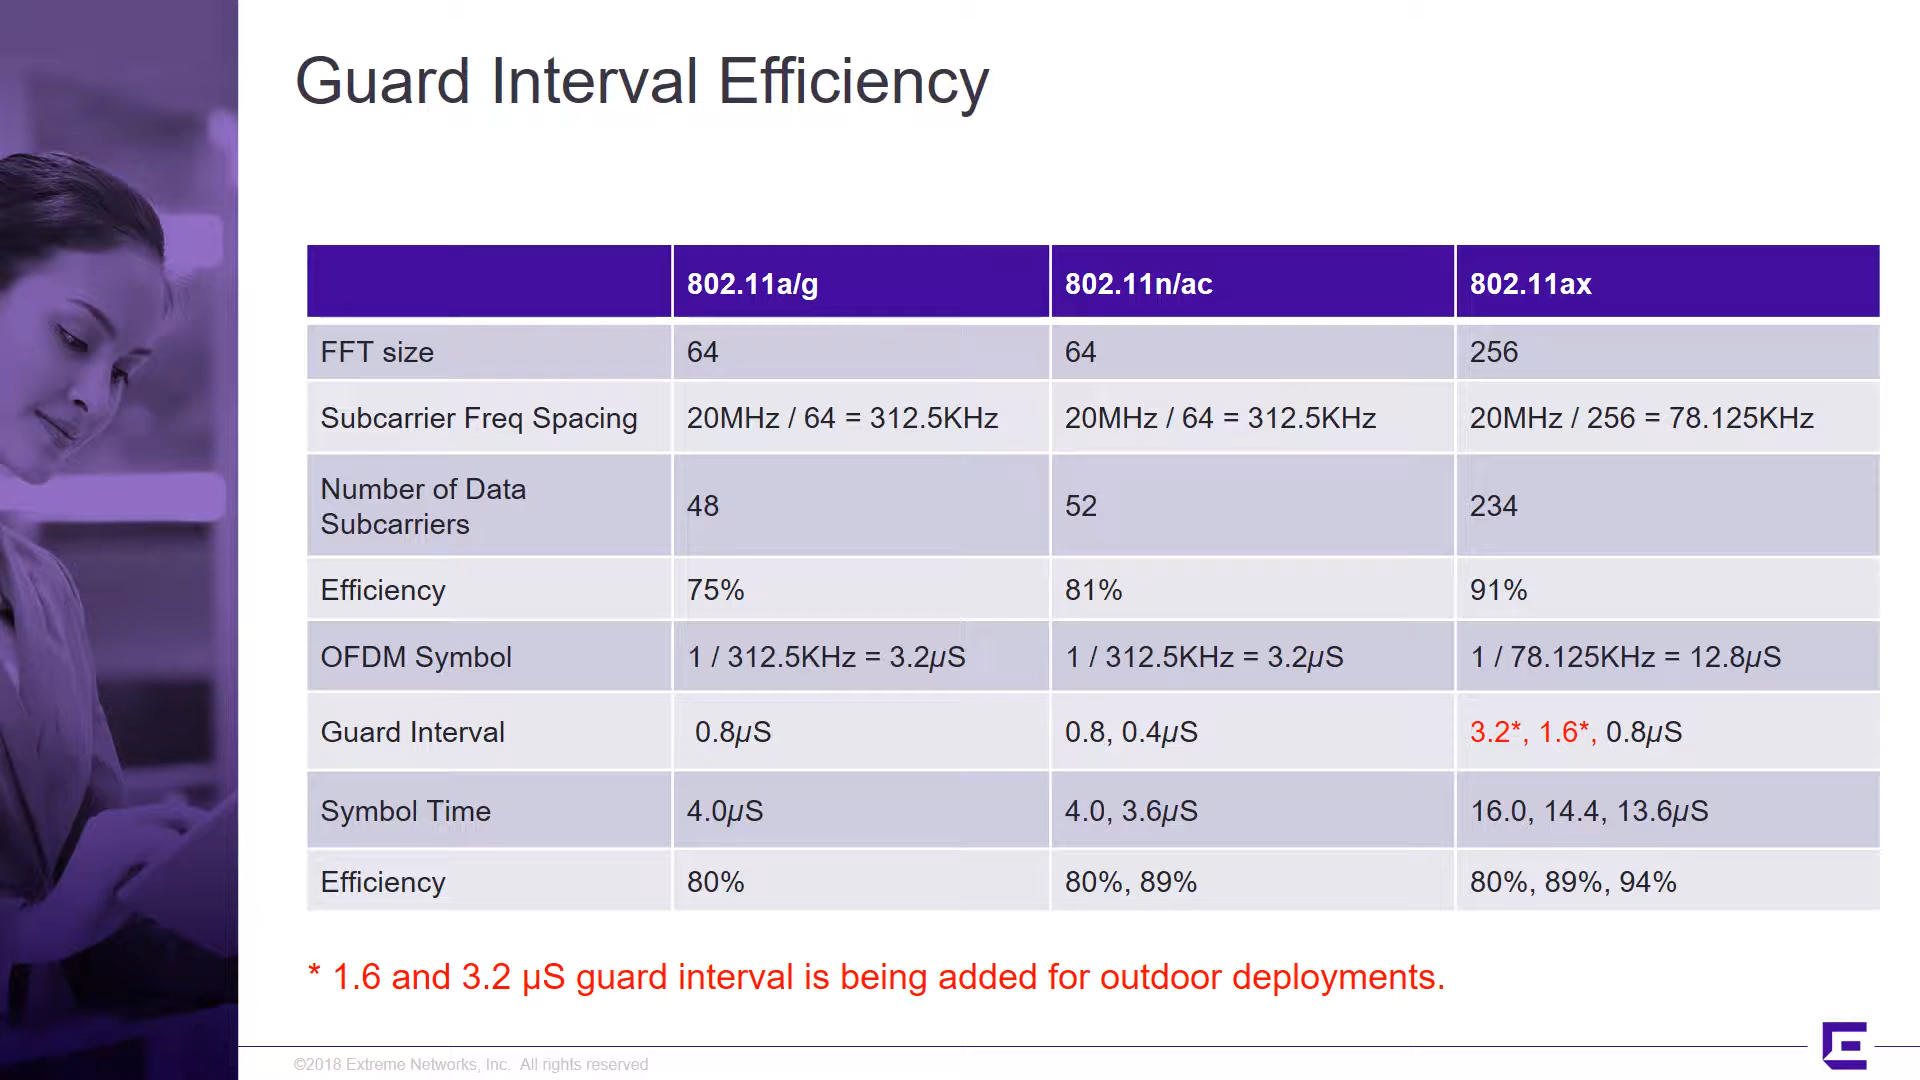 Guard Interval Efficiency
802.11a/g 802.11n/ac 802.11ax
FFT size 64 64 256
Subcarrier Freq Spacing 20MHz / 64 = 312.5KHz 20MHz / 64 = 312.5KHz 20MHz / 256 = 78.125KHz
Number of Data
Subcarriers 48 52 234
Efficiency 75% 81% 91%
OFDM Symbol 1 / 312.5KHz = 3.2µS 1 / 312.5KHz = 3.2µS 1 / 78.125KHz = 12.8µS
Guard Interval 0.8µS 0.8, 0.4µS 3.2*, 1.6*, 0.8µS
Symbol Time 4.0µS 4.0, 3.6µS 16.0, 14.4, 13.6µS
Efficiency 80% 80%, 89% 80%, 89%, 94%
* 1.6 and 3.2 µS guard interval is being added for outdoor deployments.
©2018 Extreme Networks, Inc. All rights reserved